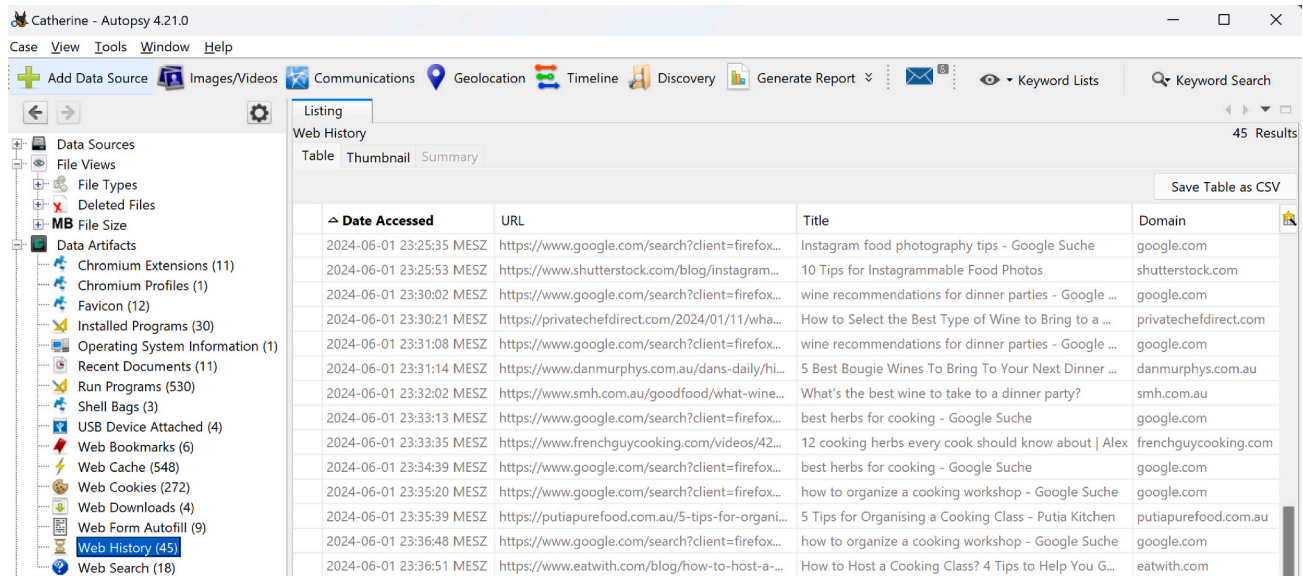 Catherine - Autopsy 4.21.0
Case View Tools Window Help
Add Data Source Images/Videos Communications Geolocation Timeline Discovery Generate Report 8 Keyword Lists Keyword Search
Listing
Web History 45 Results
Table Thumbnail Summary
Save Table as CSV
Data Sources
File Views
File Types
Deleted Files
MB File Size
Data Artifacts
Chromium Extensions (11)
Chromium Profiles (1)
Favicon (12)
Installed Programs (30)
Operating System Information (1)
Recent Documents (11)
Run Programs (530)
Shell Bags (3)
USB Device Attached (4)
Web Bookmarks (6)
Web Cache (548)
Web Cookies (272)
Web Downloads (4)
Web Form Autofill (9)
Web History (45)
Web Search (18)
Date Accessed URL Title Domain
2024-06-01 23:25:35 MESZ https://www.google.com/search?client=firefox... Instagram food photography tips - Google Suche google.com
2024-06-01 23:25:53 MESZ https://www.shutterstock.com/blog/instagram... 10 Tips for Instagrammable Food Photos shutterstock.com
2024-06-01 23:30:02 MESZ https://www.google.com/search?client=firefox... wine recommendations for dinner parties - Google ... google.com
2024-06-01 23:30:21 MESZ https://privatechefdirect.com/2024/01/11/wha... How to Select the Best Type of Wine to Bring to a ... privatechefdirect.com
2024-06-01 23:31:08 MESZ https://www.google.com/search?client=firefox... wine recommendations for dinner parties - Google ... google.com
2024-06-01 23:31:14 MESZ https://www.danmurphys.com.au/dans-daily/hi... 5 Best Bougie Wines To Bring To Your Next Dinner ... danmurphys.com.au
2024-06-01 23:32:02 MESZ https://www.smh.com.au/goodfood/what-wine... What's the best wine to take to a dinner party? smh.com.au
2024-06-01 23:33:13 MESZ https://www.google.com/search?client=firefox... best herbs for cooking - Google Suche google.com
2024-06-01 23:33:35 MESZ https://www.frenchguycooking.com/videos/42... 12 cooking herbs every cook should know about | Alex frenchguycooking.com
2024-06-01 23:34:39 MESZ https://www.google.com/search?client=firefox... best herbs for cooking - Google Suche google.com
2024-06-01 23:35:20 MESZ https://www.google.com/search?client=firefox... how to organize a cooking workshop - Google Suche google.com
2024-06-01 23:35:39 MESZ https://putiapurefood.com.au/5-tips-for-organi... 5 Tips for Organising a Cooking Class - Putia Kitchen putiapurefood.com.au
2024-06-01 23:36:48 MESZ https://www.google.com/search?client=firefox... how to organize a cooking workshop - Google Suche google.com
2024-06-01 23:36:51 MESZ https://www.eatwith.com/blog/how-to-host-a-... How to Host a Cooking Class? 4 Tips to Help You G... eatwith.com